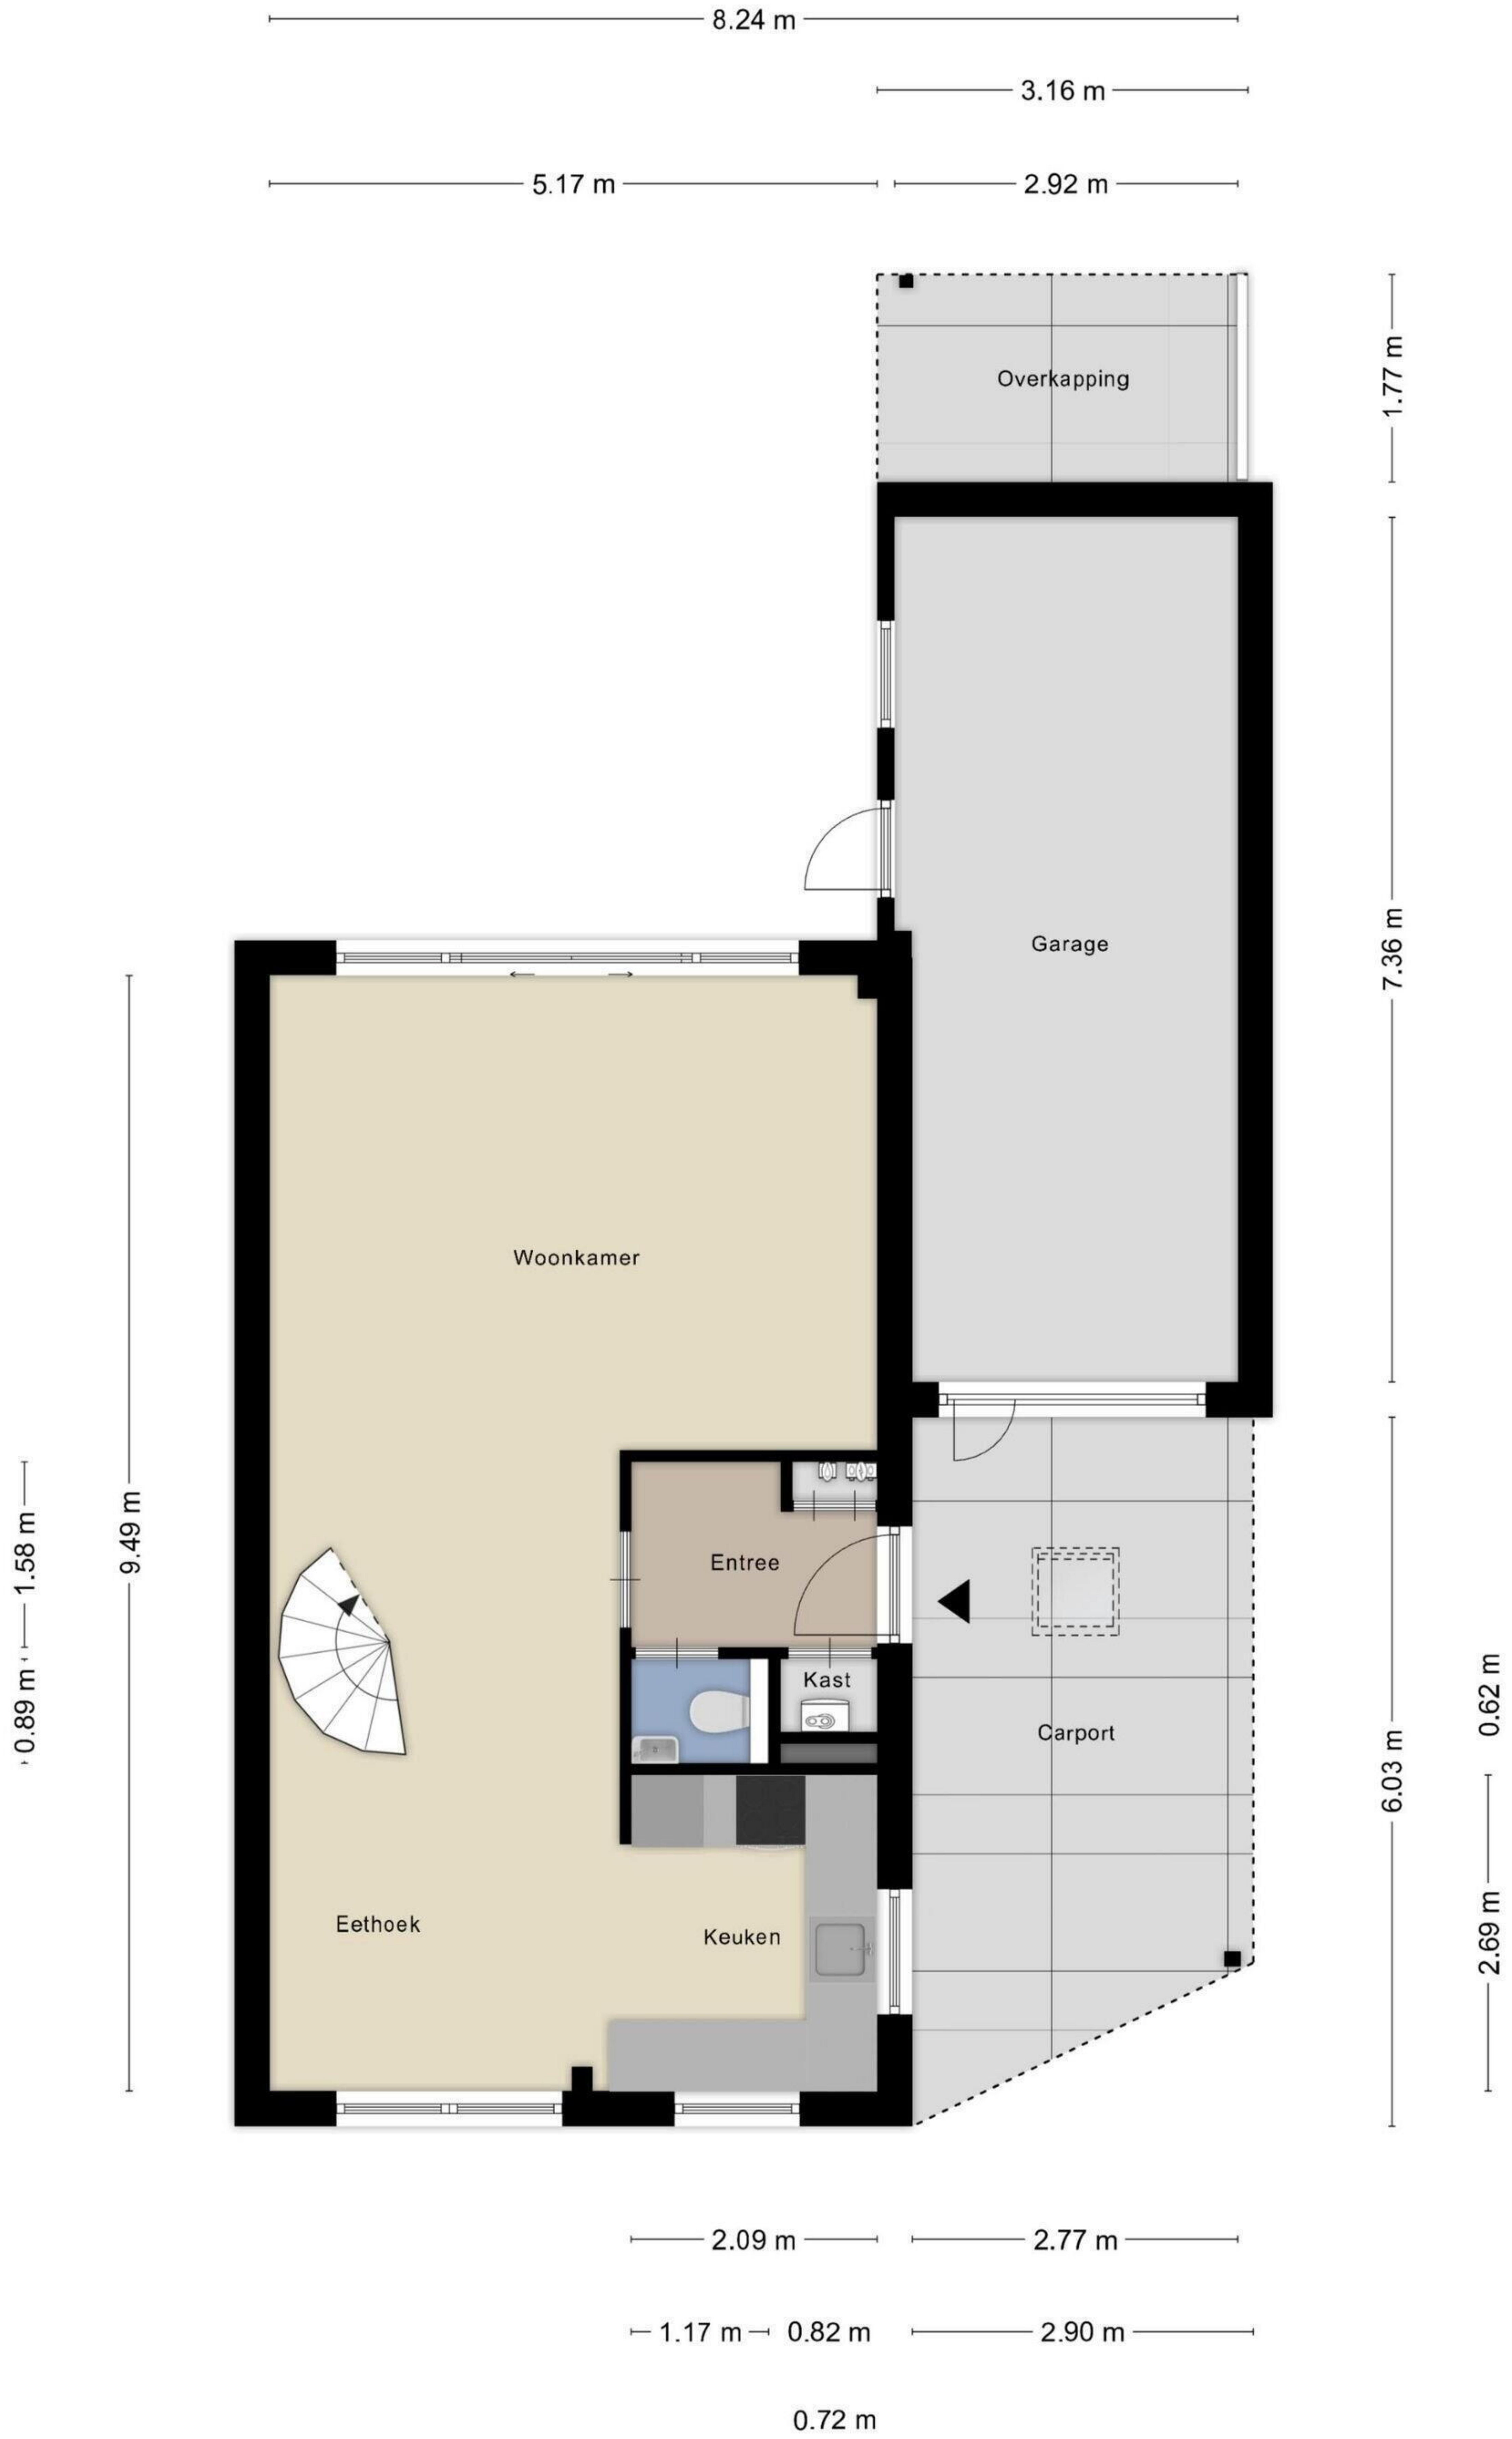 8.24 m
3.16 m
5.17 m
2.92 m
1.77 m
Overkapping
Garage
7.36 m
Woonkamer
9.49 m
1.58 m
Entree
0.89 m
Kast
0.62 m
Carport
6.03 m
Eethoek
Keuken
2.69 m
2.09 m
2.77 m
1.17 m
0.82 m
2.90 m
0.72 m